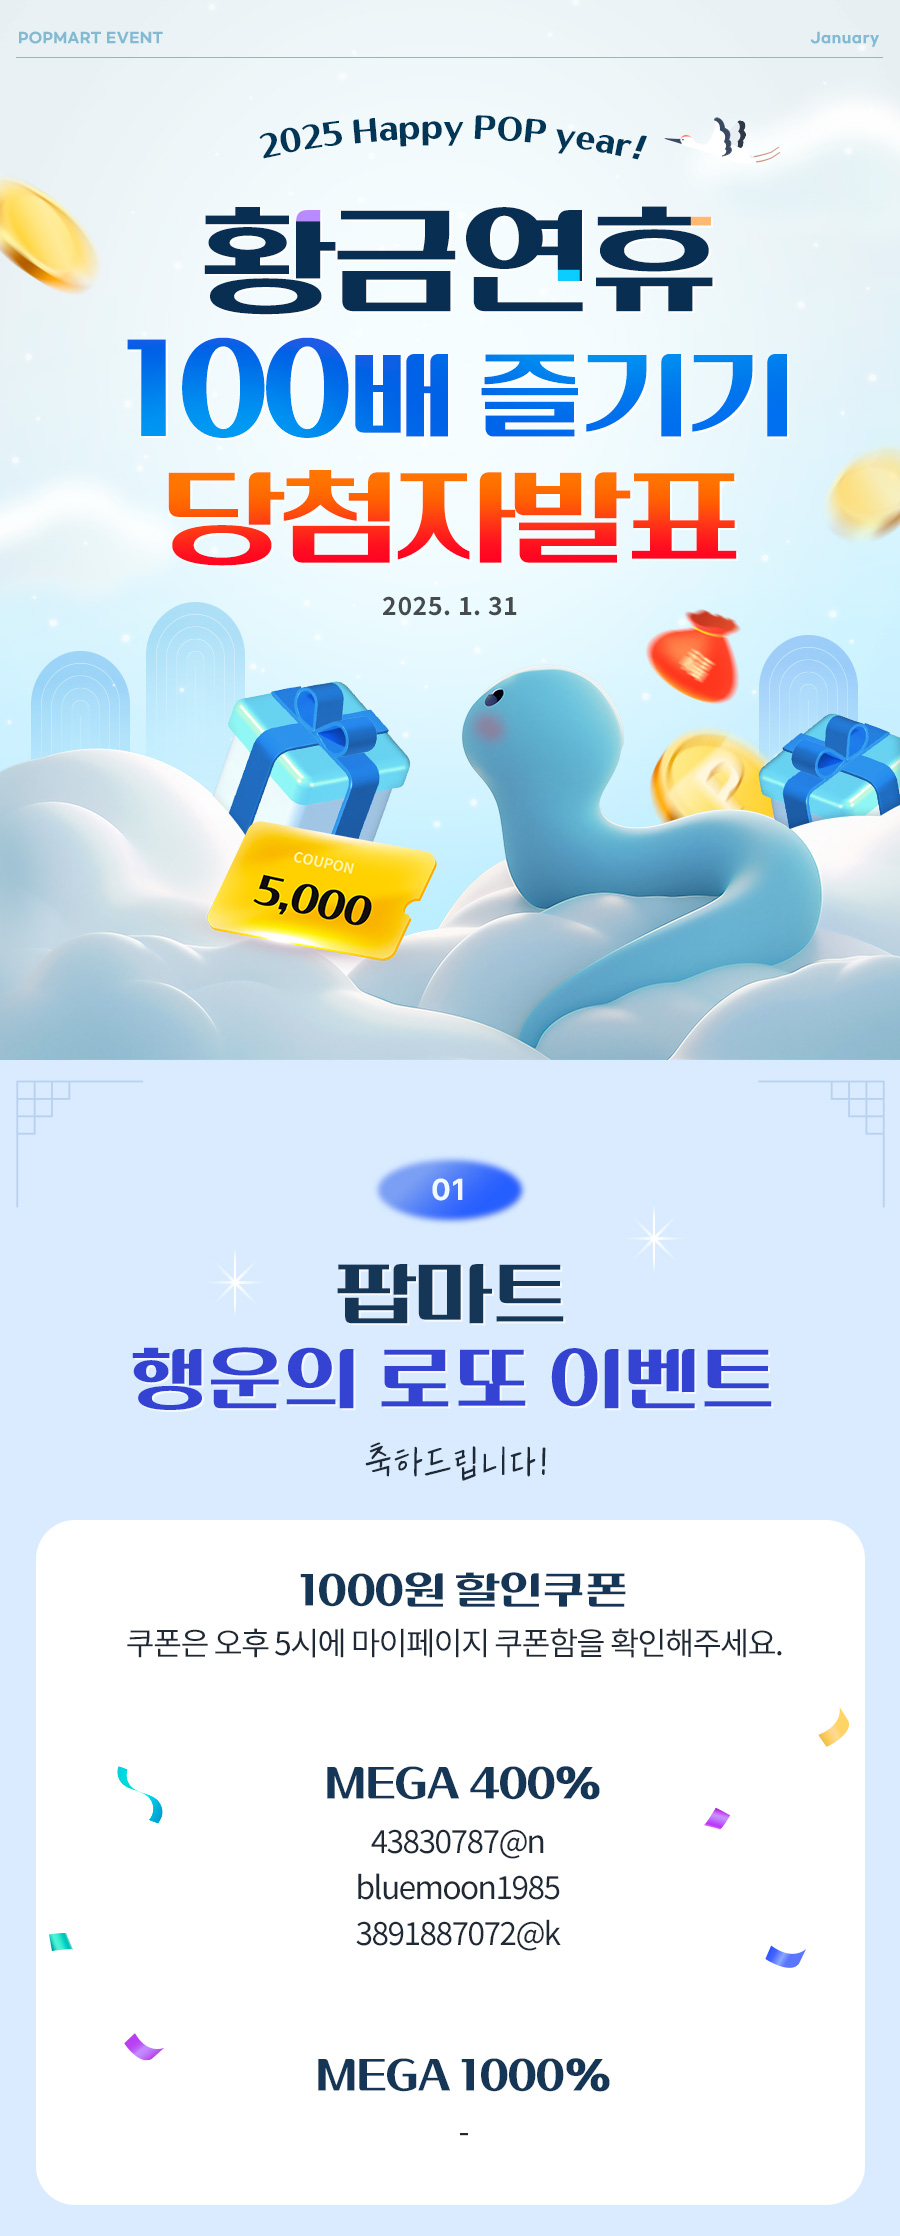 POPMART EVENT
January
2025 Happy POP year!
황금연휴
100배 즐기기
당첨자발표
2025. 1. 31
COUPON
5,000
01
팝마트
행운의 로또 이벤트
축하드립니다!
1000원 할인쿠폰
쿠폰은 오후 5시에 마이페이지 쿠폰함을 확인해주세요.
MEGA 400%
43830787@n
bluemoon1985
3891887072@k
MEGA 1000%
-